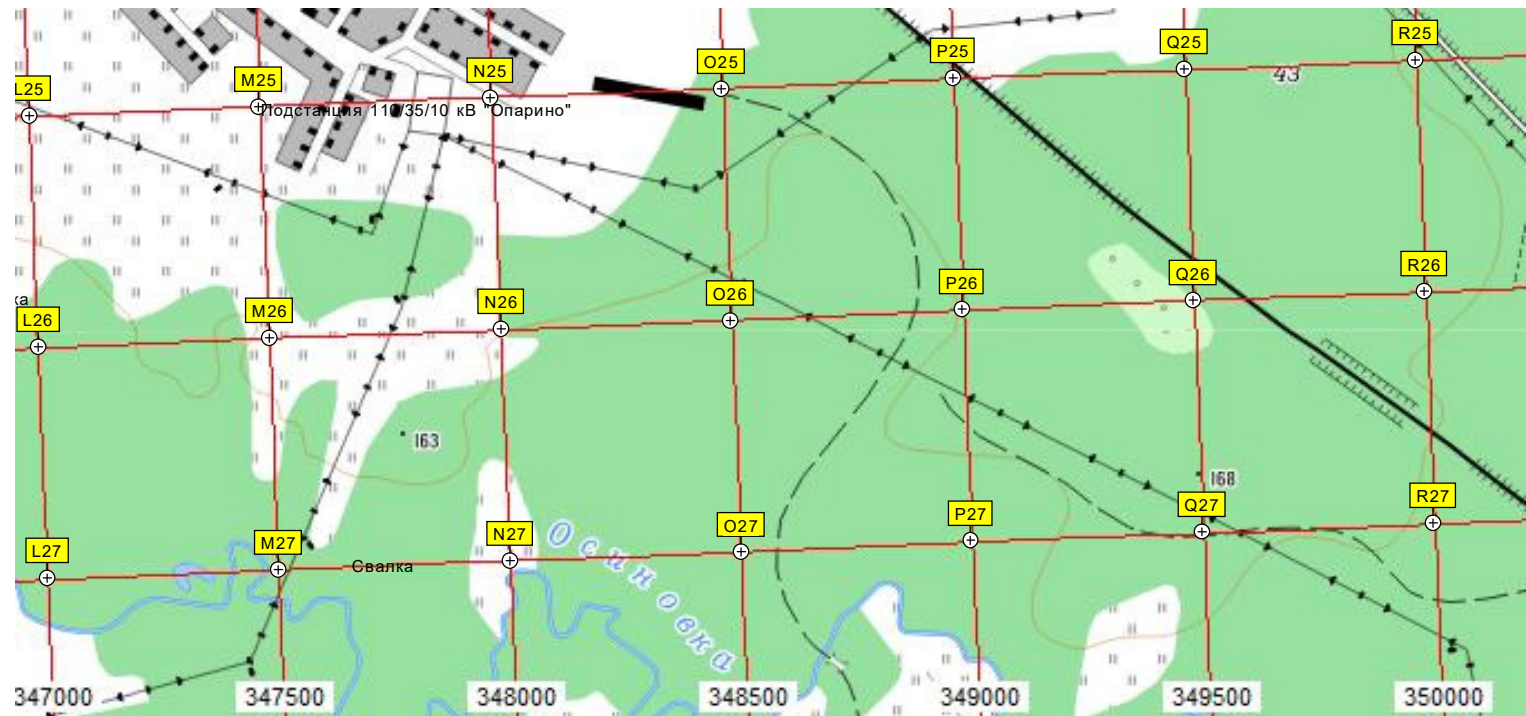 R25
Q25
43
P25
O25
N25
M25
L25
Подстанция 110/35/10 кВ "Опарино"
R26
Q26
P26
O26
N26
ка
M26
L26
163
168
R27
Q27
P27
O27
N27
M27
L27
Осиновка
Свалка
347000 347500 348000 348500 349000 349500 350000